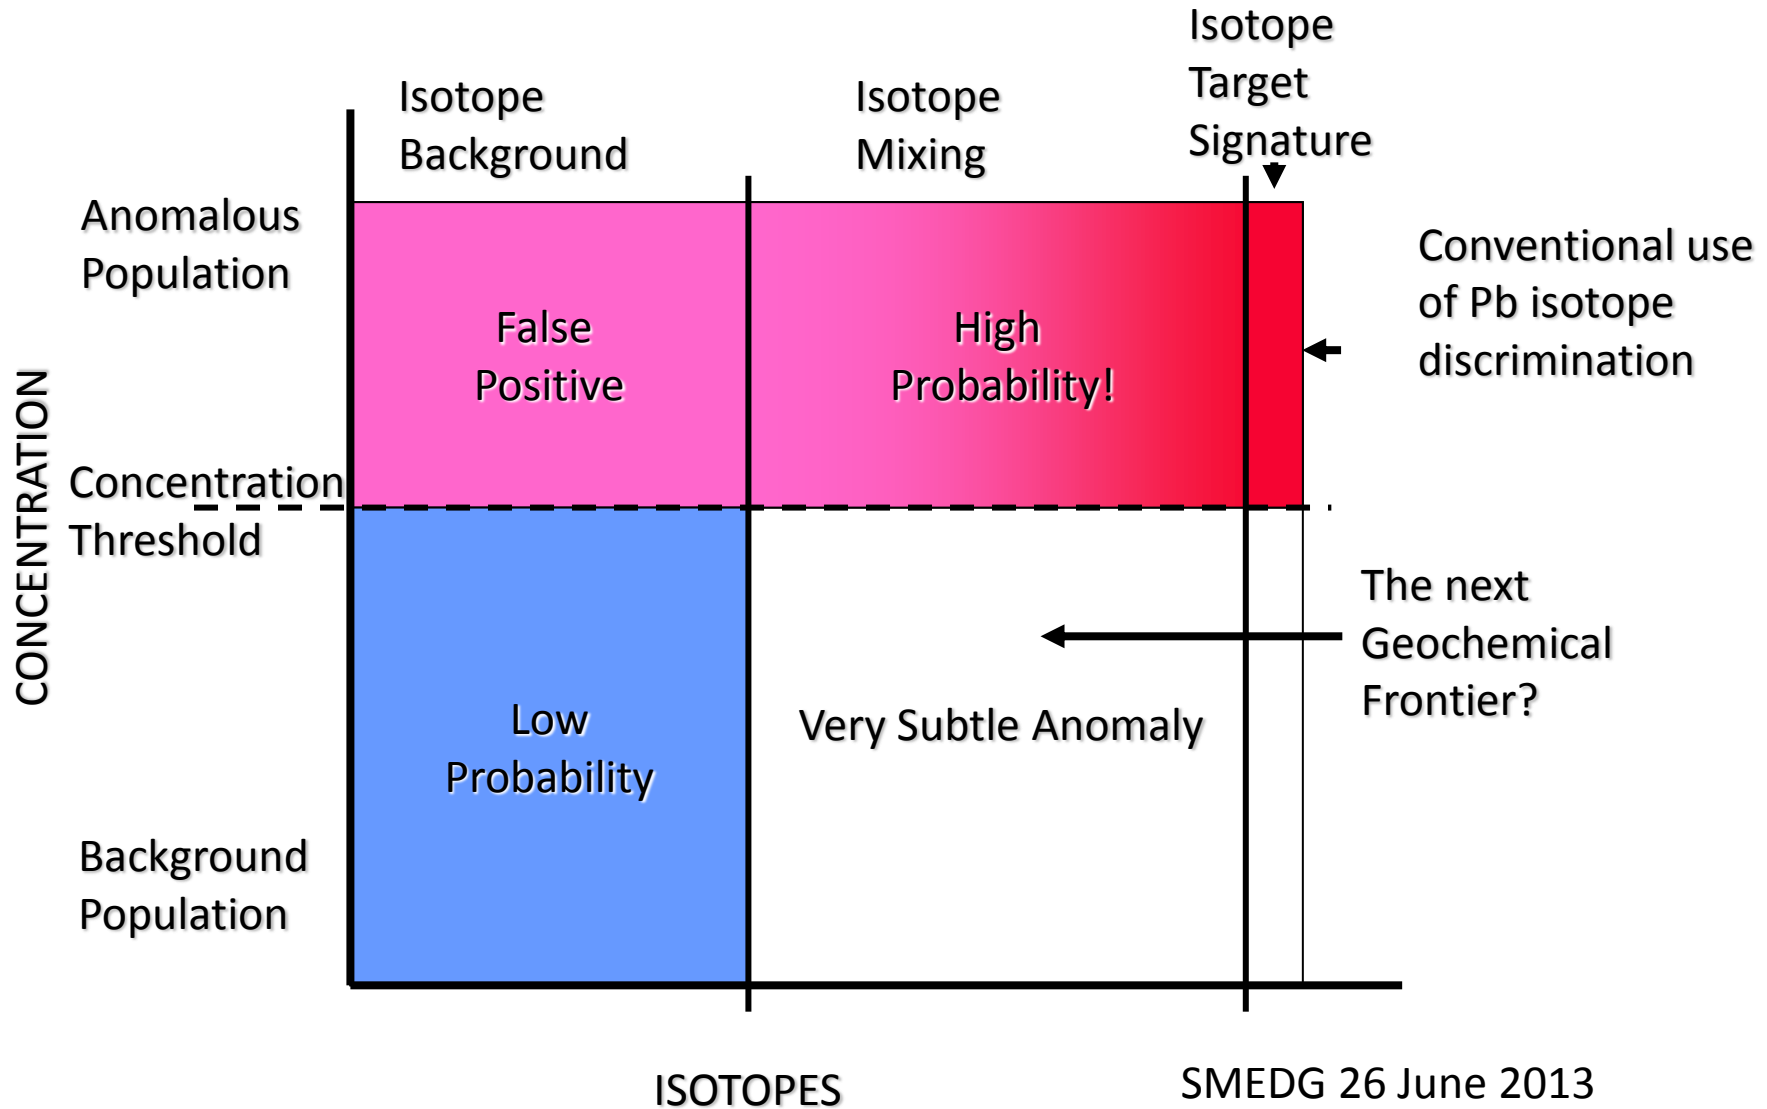 Isotope
Target
Signature
Isotope
Background
Isotope
Mixing
Anomalous
Population
Conventional use
of Pb isotope
discrimination
False
Positive
High
Probability!
CONCENTRATION
Concentration
Threshold
The next
Geochemical
Frontier?
Low
Probability
Very Subtle Anomaly
Background
Population
ISOTOPES
SMEDG 26 June 2013